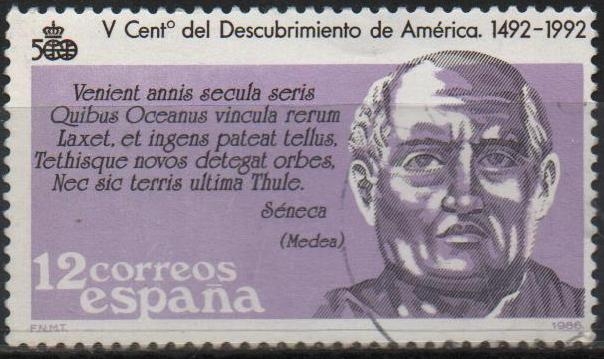 V Centº del Descubrimiento de América. 1492-1992
500
Venient annis secula seris
Quibus Oceanus vincula rerum
Laxet, et ingens pateat tellus,
Tethisque novos detegat orbes,
Nec sic terris ultima Thule.
Séneca
(Medea)
12 correos
españa
F.N.M.T.
1986